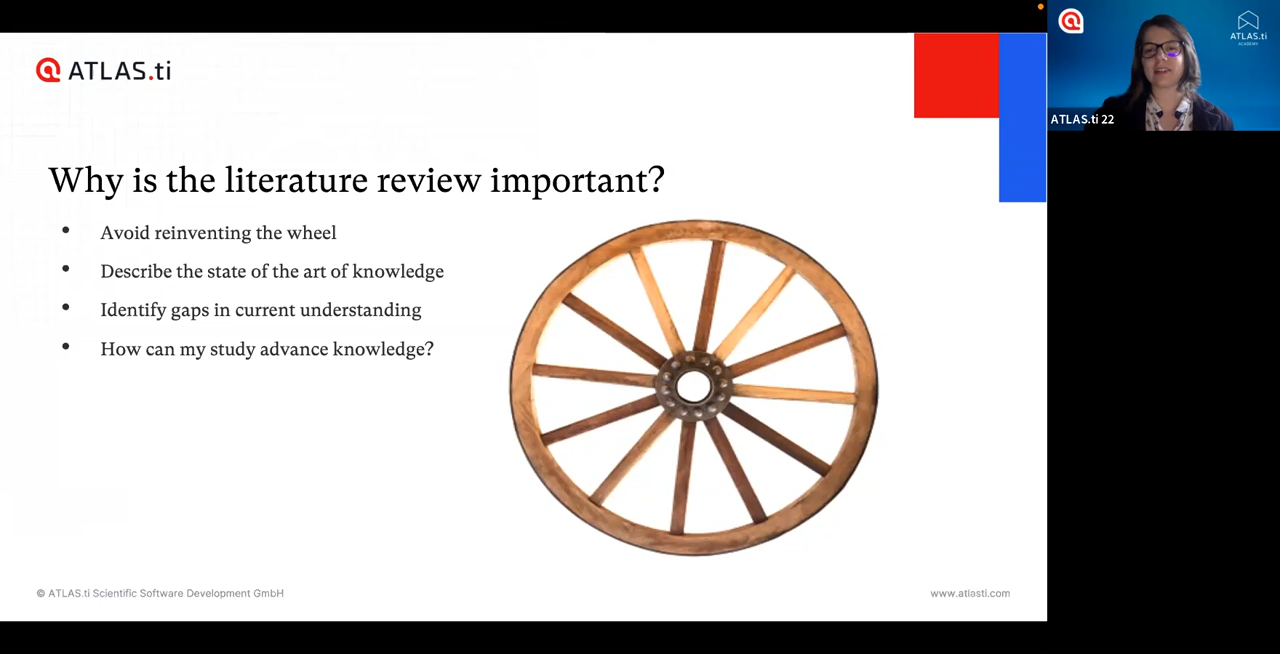 ATLAS.ti
Why is the literature review important?
• Avoid reinventing the wheel
• Describe the state of the art of knowledge
• Identify gaps in current understanding
• How can my study advance knowledge?
© ATLAS.ti Scientific Software Development GmbH
www.atlasti.com
ATLAS.ti
ACADEMY
ATLAS.ti 22